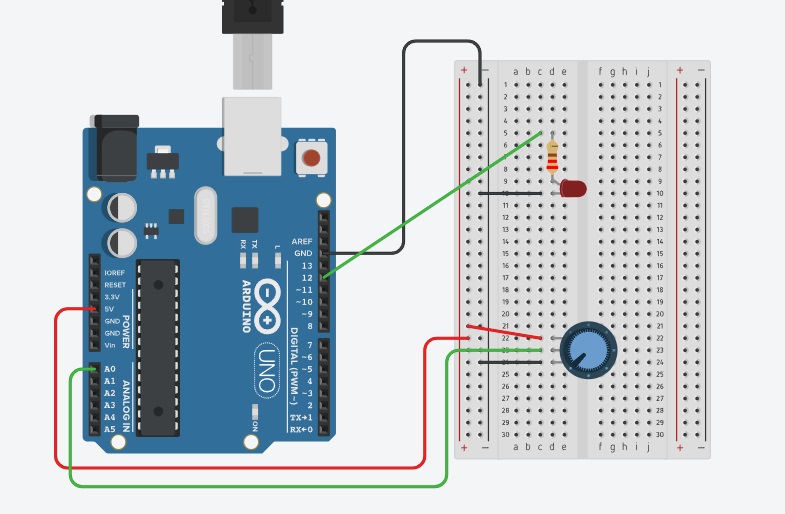 + − a b c d e f g h i j + −
1 1
2 2
3 3
4 4
5 5
6 6
7 7
8 8
9 9
10 10
11 11
12 12
13 13
14 14
15 15
16 16
17 17
18 18
19 19
20 20
21 21
22 22
23 23
24 24
25 25
26 26
27 27
28 28
29 29
30 30
+ − a b c d e f g h i j + −
AREF
GND
13
12
~11
~10
~9
8
7
~6
~5
4
~3
2
TX→1
RX←0
DIGITAL (PWM~)
RX
TX
L
ARDUINO
UNO
ON
IOREF
RESET
3.3V
5V
GND
GND
Vin
POWER
A0
A1
A2
A3
A4
A5
ANALOG IN